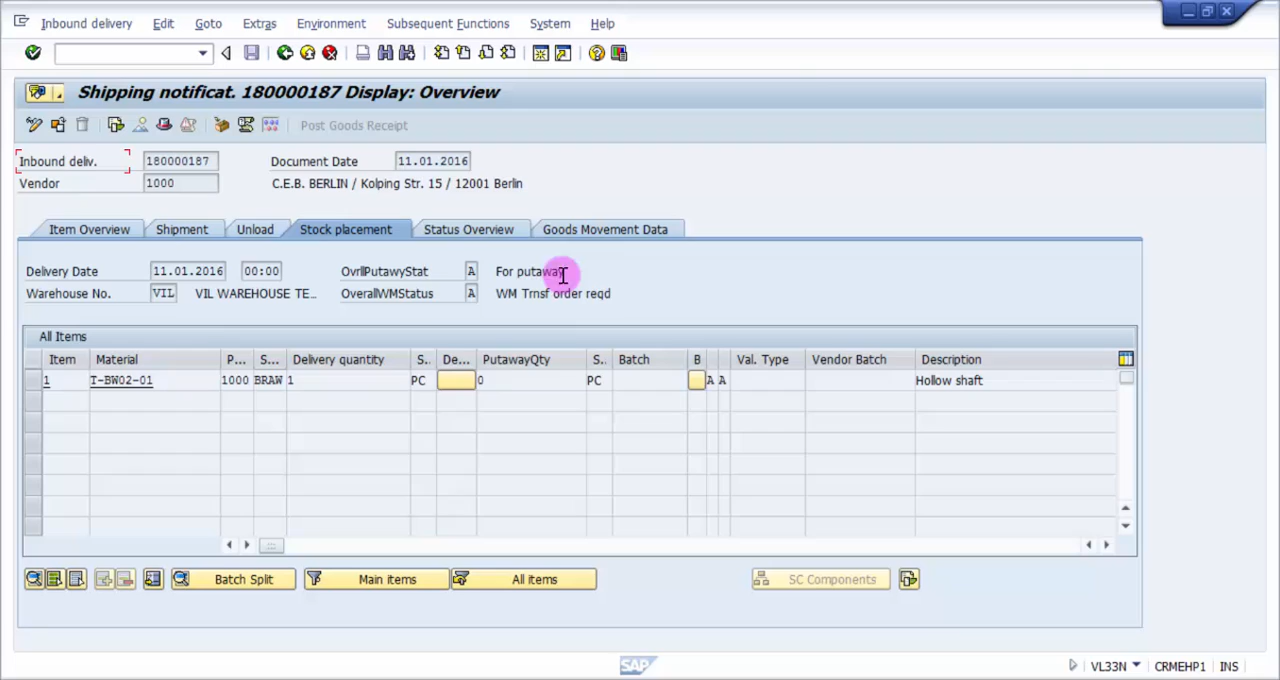 Inbound delivery Edit Goto Extras Environment Subsequent Functions System Help
Shipping notificat. 180000187 Display: Overview
Post Goods Receipt
Inbound deliv. 180000187 Document Date 11.01.2016
Vendor 1000 C.E.B. BERLIN / Kolping Str. 15 / 12001 Berlin
Item Overview Shipment Unload Stock placement Status Overview Goods Movement Data
Delivery Date 11.01.2016 00:00 OvrllPutawyStat A For putaway
Warehouse No. VIL VIL WAREHOUSE TE... OverallWMStatus A WM Trnsf order reqd
All Items
Item Material P... S... Delivery quantity S.. De... PutawayQty S.. Batch B Val. Type Vendor Batch Description
1 T-BW02-01 1000 BRAW 1 PC 0 PC A A Hollow shaft
Batch Split Main items All items SC Components
SAP VL33N CRMEHP1 INS